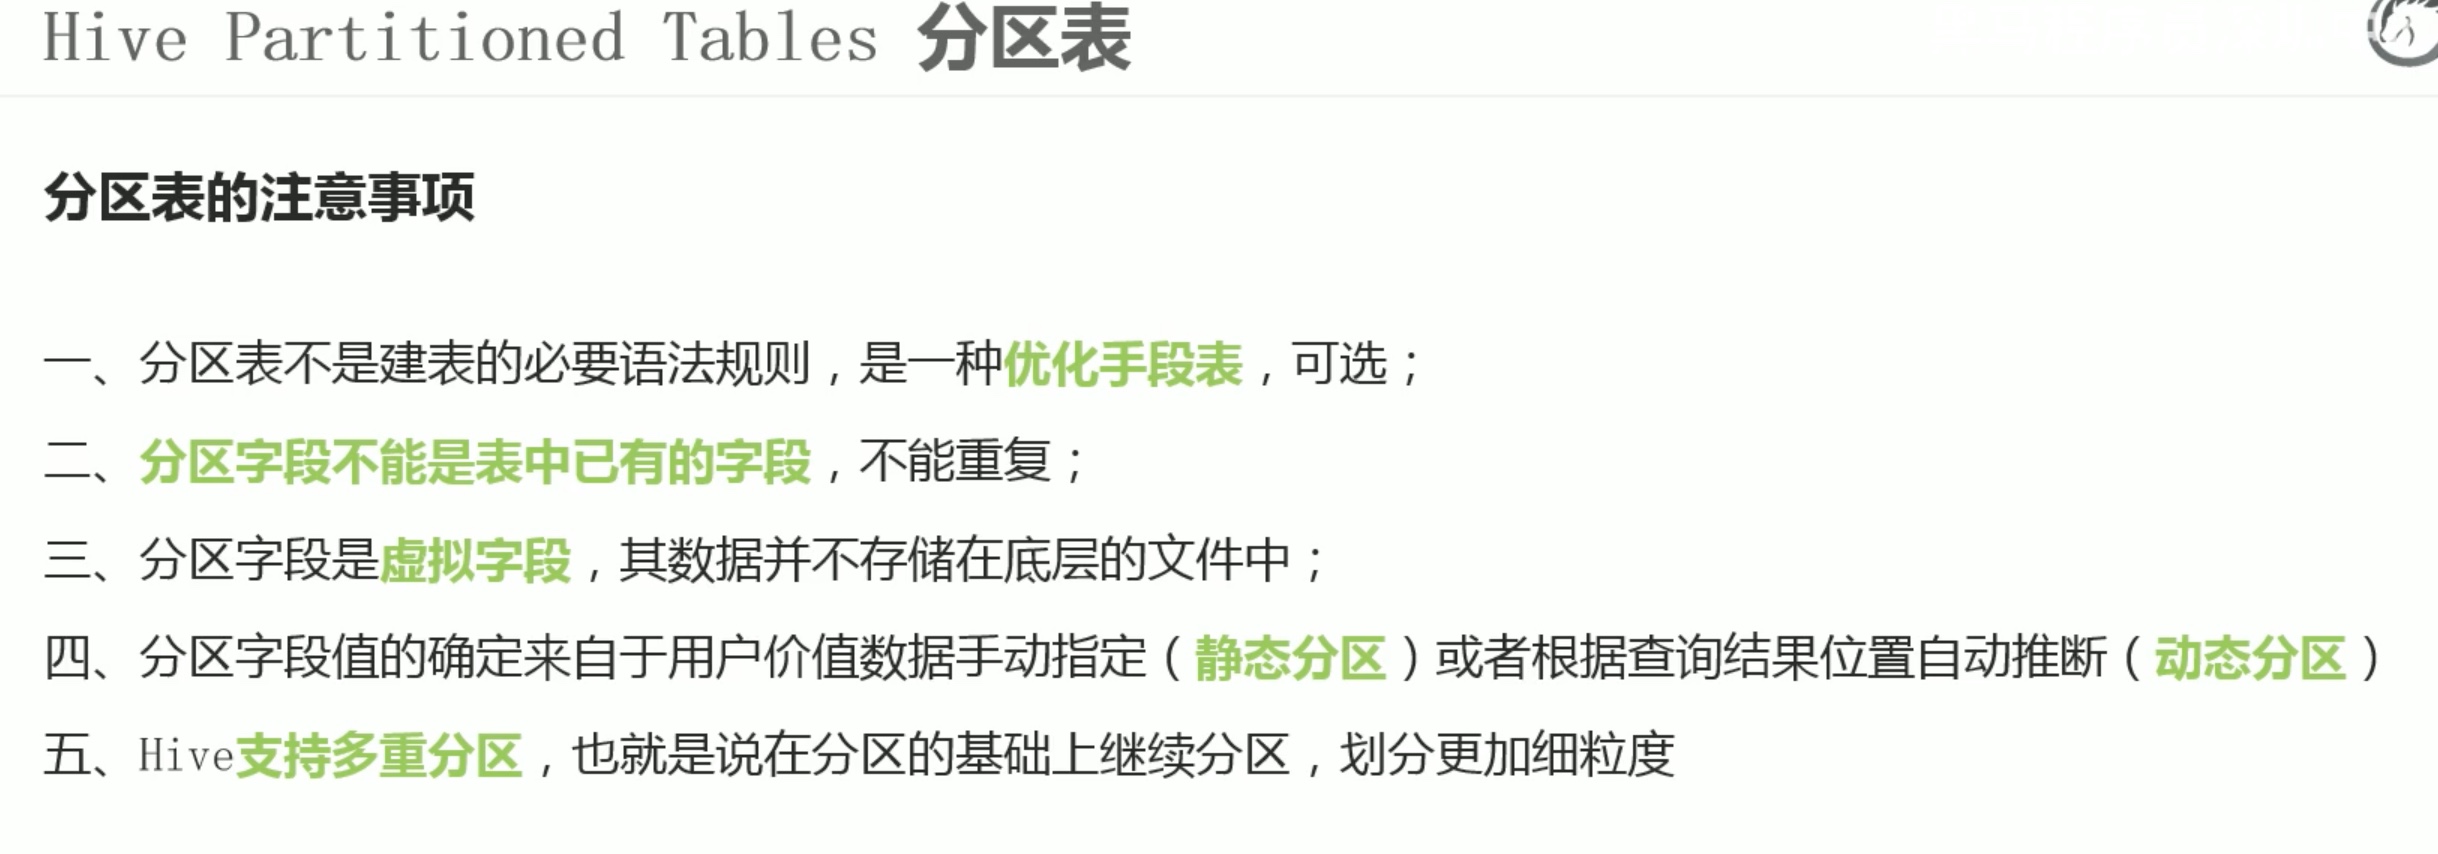 Hive Partitioned Tables 分区表
分区表的注意事项
一、分区表不是建表的必要语法规则，是一种优化手段表，可选；
二、分区字段不能是表中已有的字段，不能重复；
三、分区字段是虚拟字段，其数据并不存储在底层的文件中；
四、分区字段值的确定来自于用户价值数据手动指定（静态分区）或者根据查询结果位置自动推断（动态分区）
五、Hive支持多重分区，也就是说在分区的基础上继续分区，划分更加细粒度